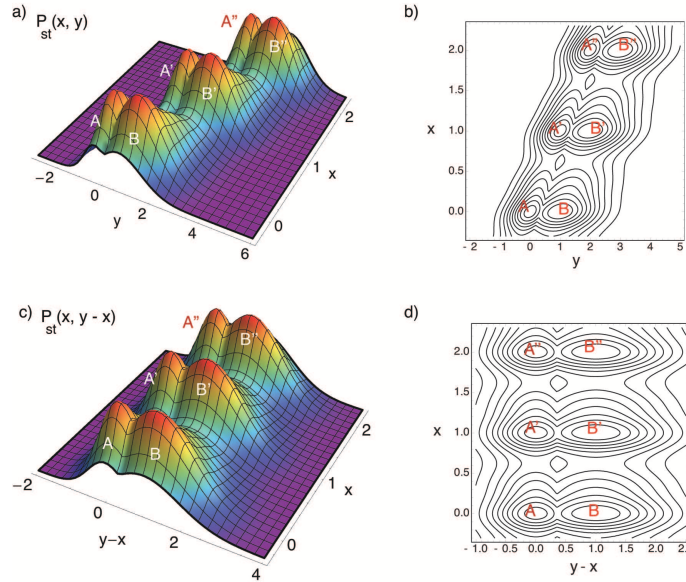 a) P_st(x, y)
A"
B"
A'
B'
A
B
2
1
x
0
−2
0
y
2
4
6
b)
2.0
1.5
x
1.0
0.5
0.0
A" B"
A' B'
A B
-2 -1 0 1 2 3 4 5
y
c) P_st(x, y - x)
A"
B"
A'
B'
A
B
2
1
x
0
−2
0
y−x
2
4
d)
2.0
1.5
x
1.0
0.5
0.0
A" B"
A' B'
A B
-1.0 -0.5 0.0 0.5 1.0 1.5 2.0 2.5
y - x